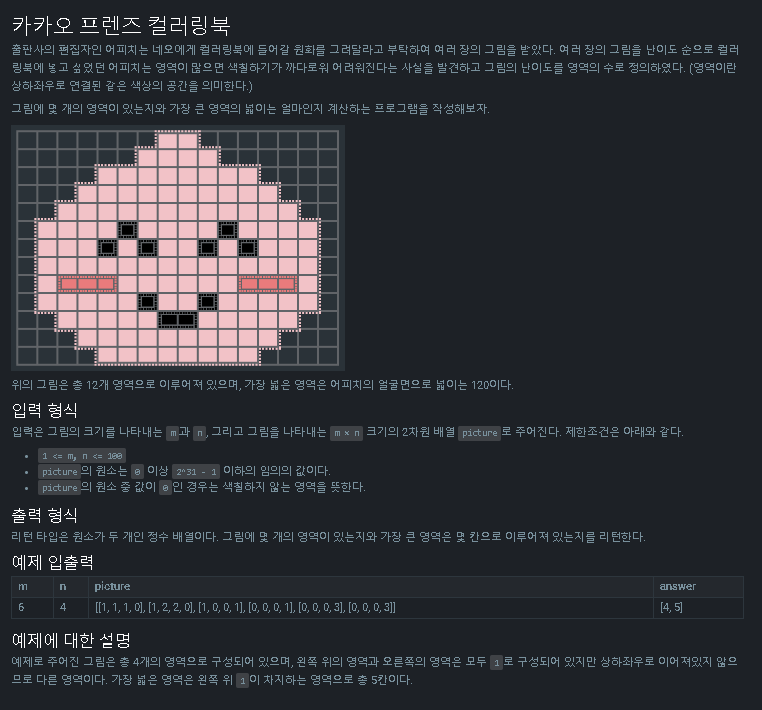 카카오 프렌즈 컬러링북
출판사의 편집자인 어피치는 네오에게 컬러링북에 들어갈 원화를 그려달라고 부탁하여 여러 장의 그림을 받았다. 여러 장의 그림을 난이도 순으로 컬러
링북에 넣고 싶었던 어피치는 영역이 많으면 색칠하기가 까다로워 어려워진다는 사실을 발견하고 그림의 난이도를 영역의 수로 정의하였다. (영역이란
상하좌우로 연결된 같은 색상의 공간을 의미한다.)
그림에 몇 개의 영역이 있는지와 가장 큰 영역의 넓이는 얼마인지 계산하는 프로그램을 작성해보자.
위의 그림은 총 12개 영역으로 이루어져 있으며, 가장 넓은 영역은 어피치의 얼굴면으로 넓이는 120이다.
입력 형식
입력은 그림의 크기를 나타내는 m과 n, 그리고 그림을 나타내는 m × n 크기의 2차원 배열 picture로 주어진다. 제한조건은 아래와 같다.
1 <= m, n <= 100
picture의 원소는 0 이상 2^31 - 1 이하의 임의의 값이다.
picture의 원소 중 값이 0인 경우는 색칠하지 않는 영역을 뜻한다.
출력 형식
리턴 타입은 원소가 두 개인 정수 배열이다. 그림에 몇 개의 영역이 있는지와 가장 큰 영역은 몇 칸으로 이루어져 있는지를 리턴한다.
예제 입출력
m n picture answer
6 4 [[1, 1, 1, 0], [1, 2, 2, 0], [1, 0, 0, 1], [0, 0, 0, 1], [0, 0, 0, 3], [0, 0, 0, 3]] [4, 5]
예제에 대한 설명
예제로 주어진 그림은 총 4개의 영역으로 구성되어 있으며, 왼쪽 위의 영역과 오른쪽의 영역은 모두 1로 구성되어 있지만 상하좌우로 이어져있지 않으
므로 다른 영역이다. 가장 넓은 영역은 왼쪽 위 1이 차지하는 영역으로 총 5칸이다.